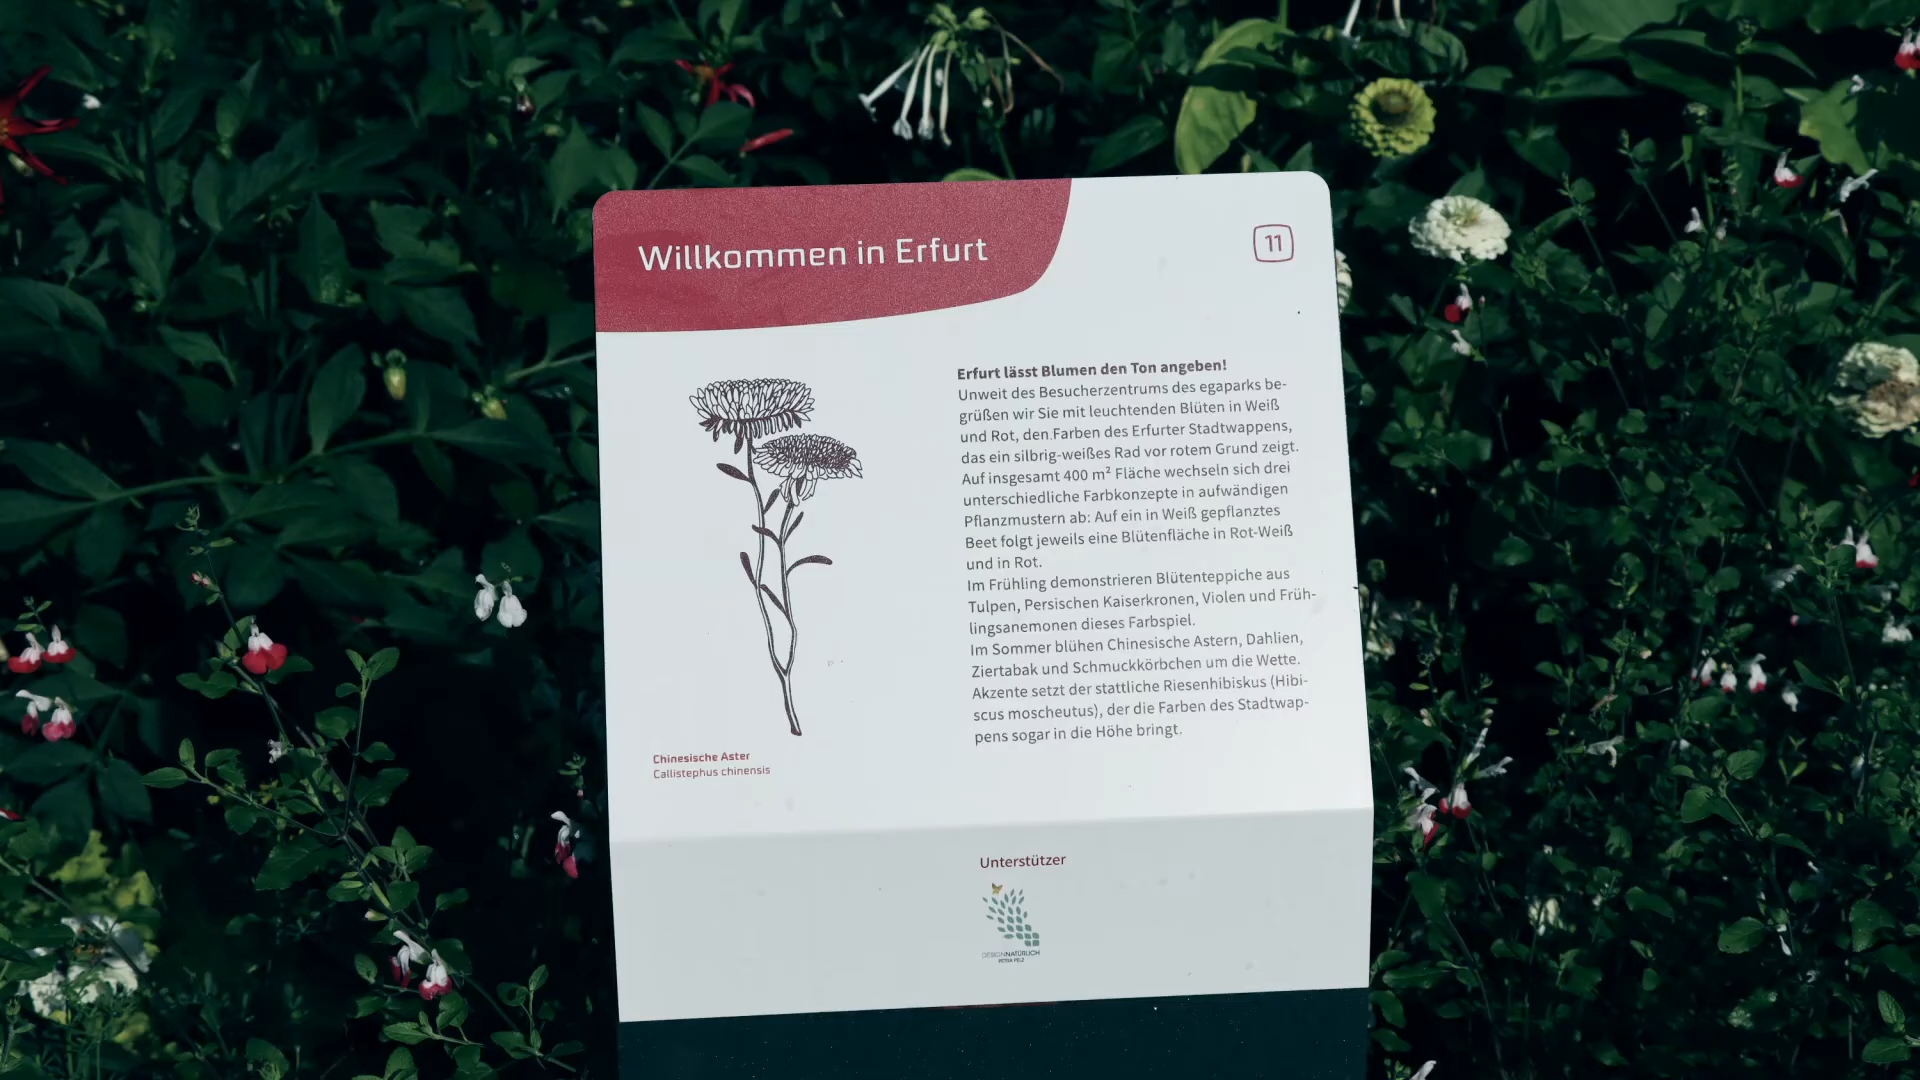 Willkommen in Erfurt
11
Erfurt lässt Blumen den Ton angeben!
Unweit des Besucherzentrums des egaparks be-
grüßen wir Sie mit leuchtenden Blüten in Weiß
und Rot, den Farben des Erfurter Stadtwappens,
das ein silbrig-weißes Rad vor rotem Grund zeigt.
Auf insgesamt 400 m² Fläche wechseln sich drei
unterschiedliche Farbkonzepte in aufwändigen
Pflanzmustern ab: Auf ein in Weiß gepflanztes
Beet folgt jeweils eine Blütenfläche in Rot-Weiß
und in Rot.
Im Frühling demonstrieren Blütenteppiche aus
Tulpen, Persischen Kaiserkronen, Violen und Früh-
lingsanemonen dieses Farbspiel.
Im Sommer blühen Chinesische Astern, Dahlien,
Ziertabak und Schmuckkörbchen um die Wette.
Akzente setzt der stattliche Riesenhibiskus (Hibi-
scus moscheutus), der die Farben des Stadtwap-
pens sogar in die Höhe bringt.
Chinesische Aster
Callistephus chinensis
Unterstützer
DESIGNNATÜRLICH
PETRA PELZ